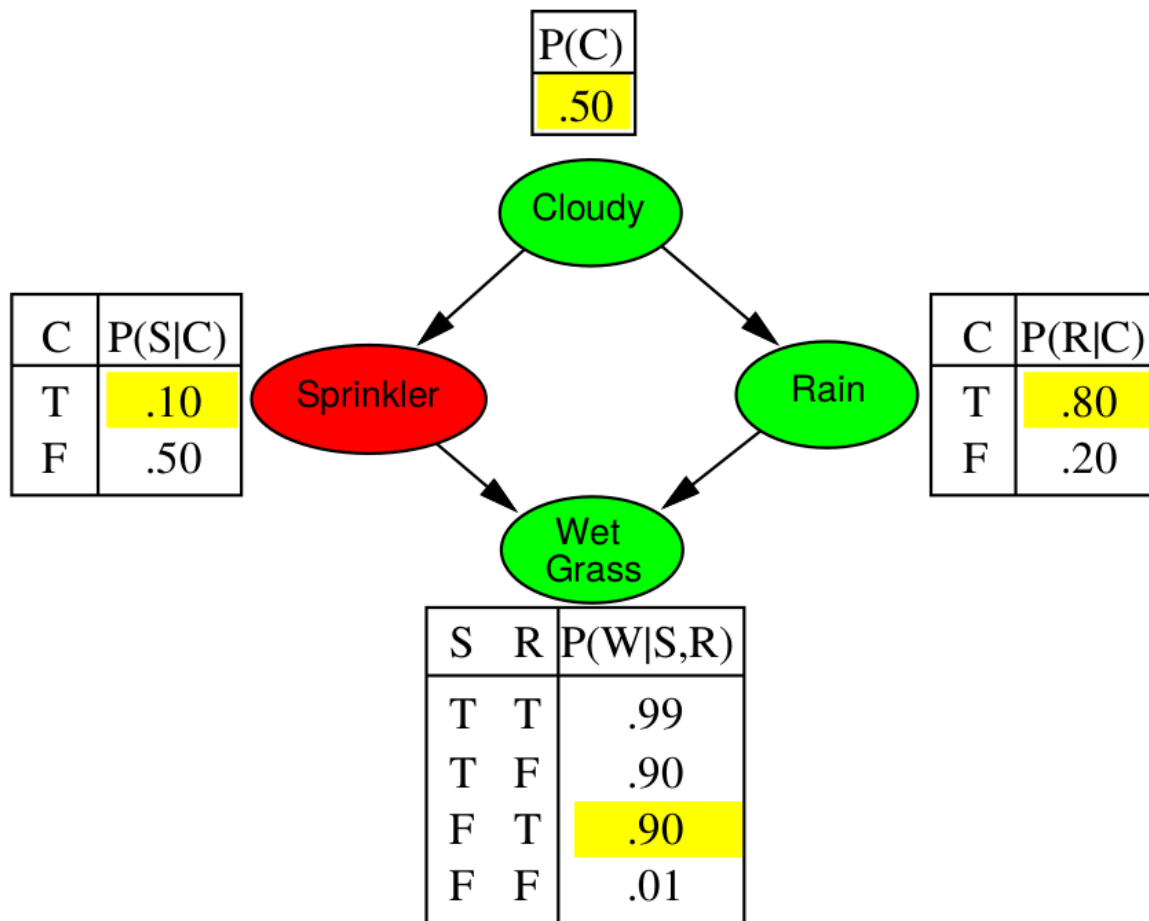 P(C)
.50
Cloudy
C P(S|C)
T .10
F .50
Sprinkler
Rain
C P(R|C)
T .80
F .20
Wet
Grass
S R P(W|S,R)
T T .99
T F .90
F T .90
F F .01